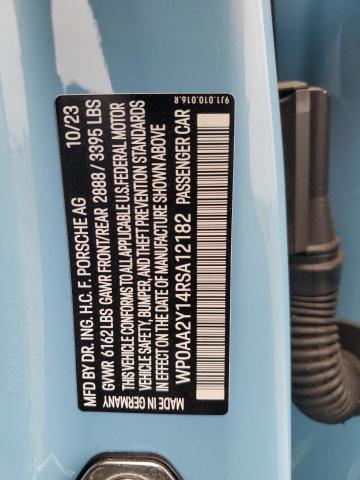 MFD BY DR. ING. H.C. F. PORSCHE AG 10/23
GVWR 6162 LBS GAWR FRONT/REAR 2888/ 3395 LBS
THIS VEHICLE CONFORMS TO ALL APPLICABLE U.S. FEDERAL MOTOR
VEHICLE SAFETY, BUMPER, AND THEFT PREVENTION STANDARDS
IN EFFECT ON THE DATE OF MANUFACTURE SHOWN ABOVE
WP0AA2Y14RSA12182 PASSENGER CAR
MADE IN GERMANY
9J1.010.016.R